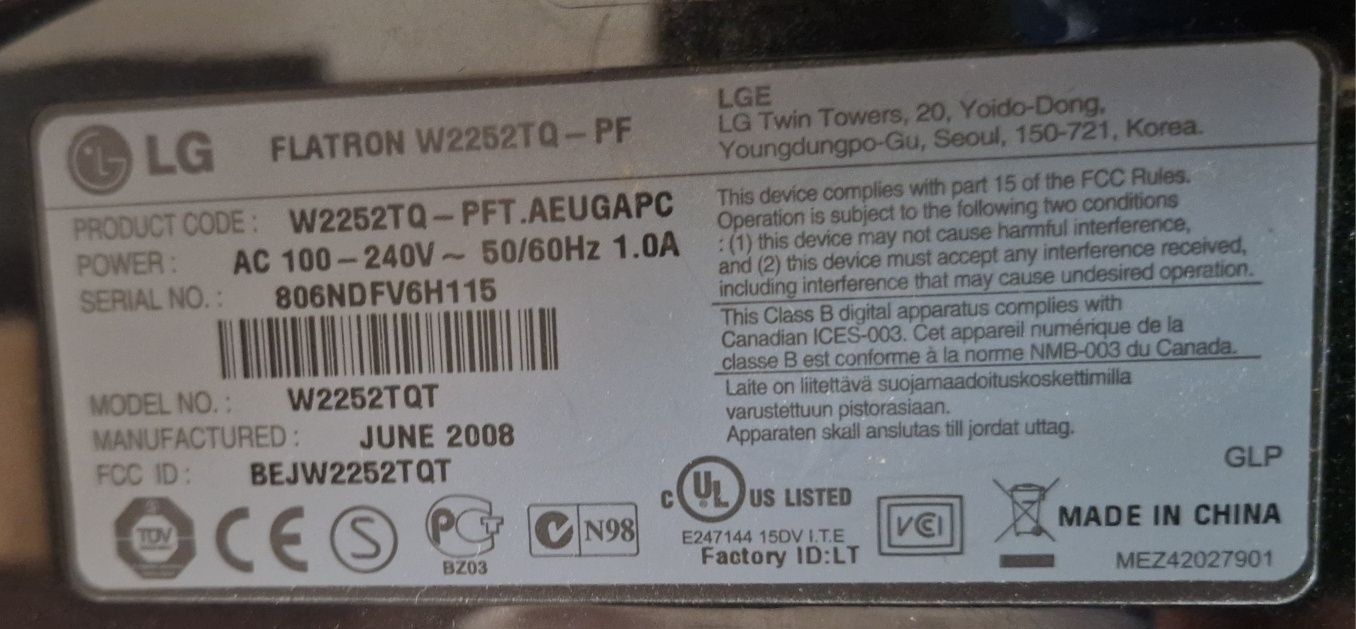 LG FLATRON W2252TQ-PF
LGE
LG Twin Towers, 20, Yoido-Dong,
Youngdungpo-Gu, Seoul, 150-721, Korea.
PRODUCT CODE : W2252TQ-PFT.AEUGAPC
POWER : AC 100-240V~ 50/60Hz 1.0A
SERIAL NO. : 806NDFV6H115
MODEL NO. : W2252TQT
MANUFACTURED : JUNE 2008
FCC ID : BEJW2252TQT
This device complies with part 15 of the FCC Rules.
Operation is subject to the following two conditions
: (1) this device may not cause harmful interference,
and (2) this device must accept any interference received,
including interference that may cause undesired operation.
This Class B digital apparatus complies with
Canadian ICES-003. Cet appareil numérique de la
classe B est conforme à la norme NMB-003 du Canada.
Laite on liitettävä suojamaadoituskoskettimilla
varustettuun pistorasiaan.
Apparaten skall anslutas till jordat uttag.
GLP
TÜV
CE
S
PCT
BZ03
N98
C UL US LISTED
E247144 15DV I.T.E
Factory ID:LT
VCCI
MADE IN CHINA
MEZ42027901